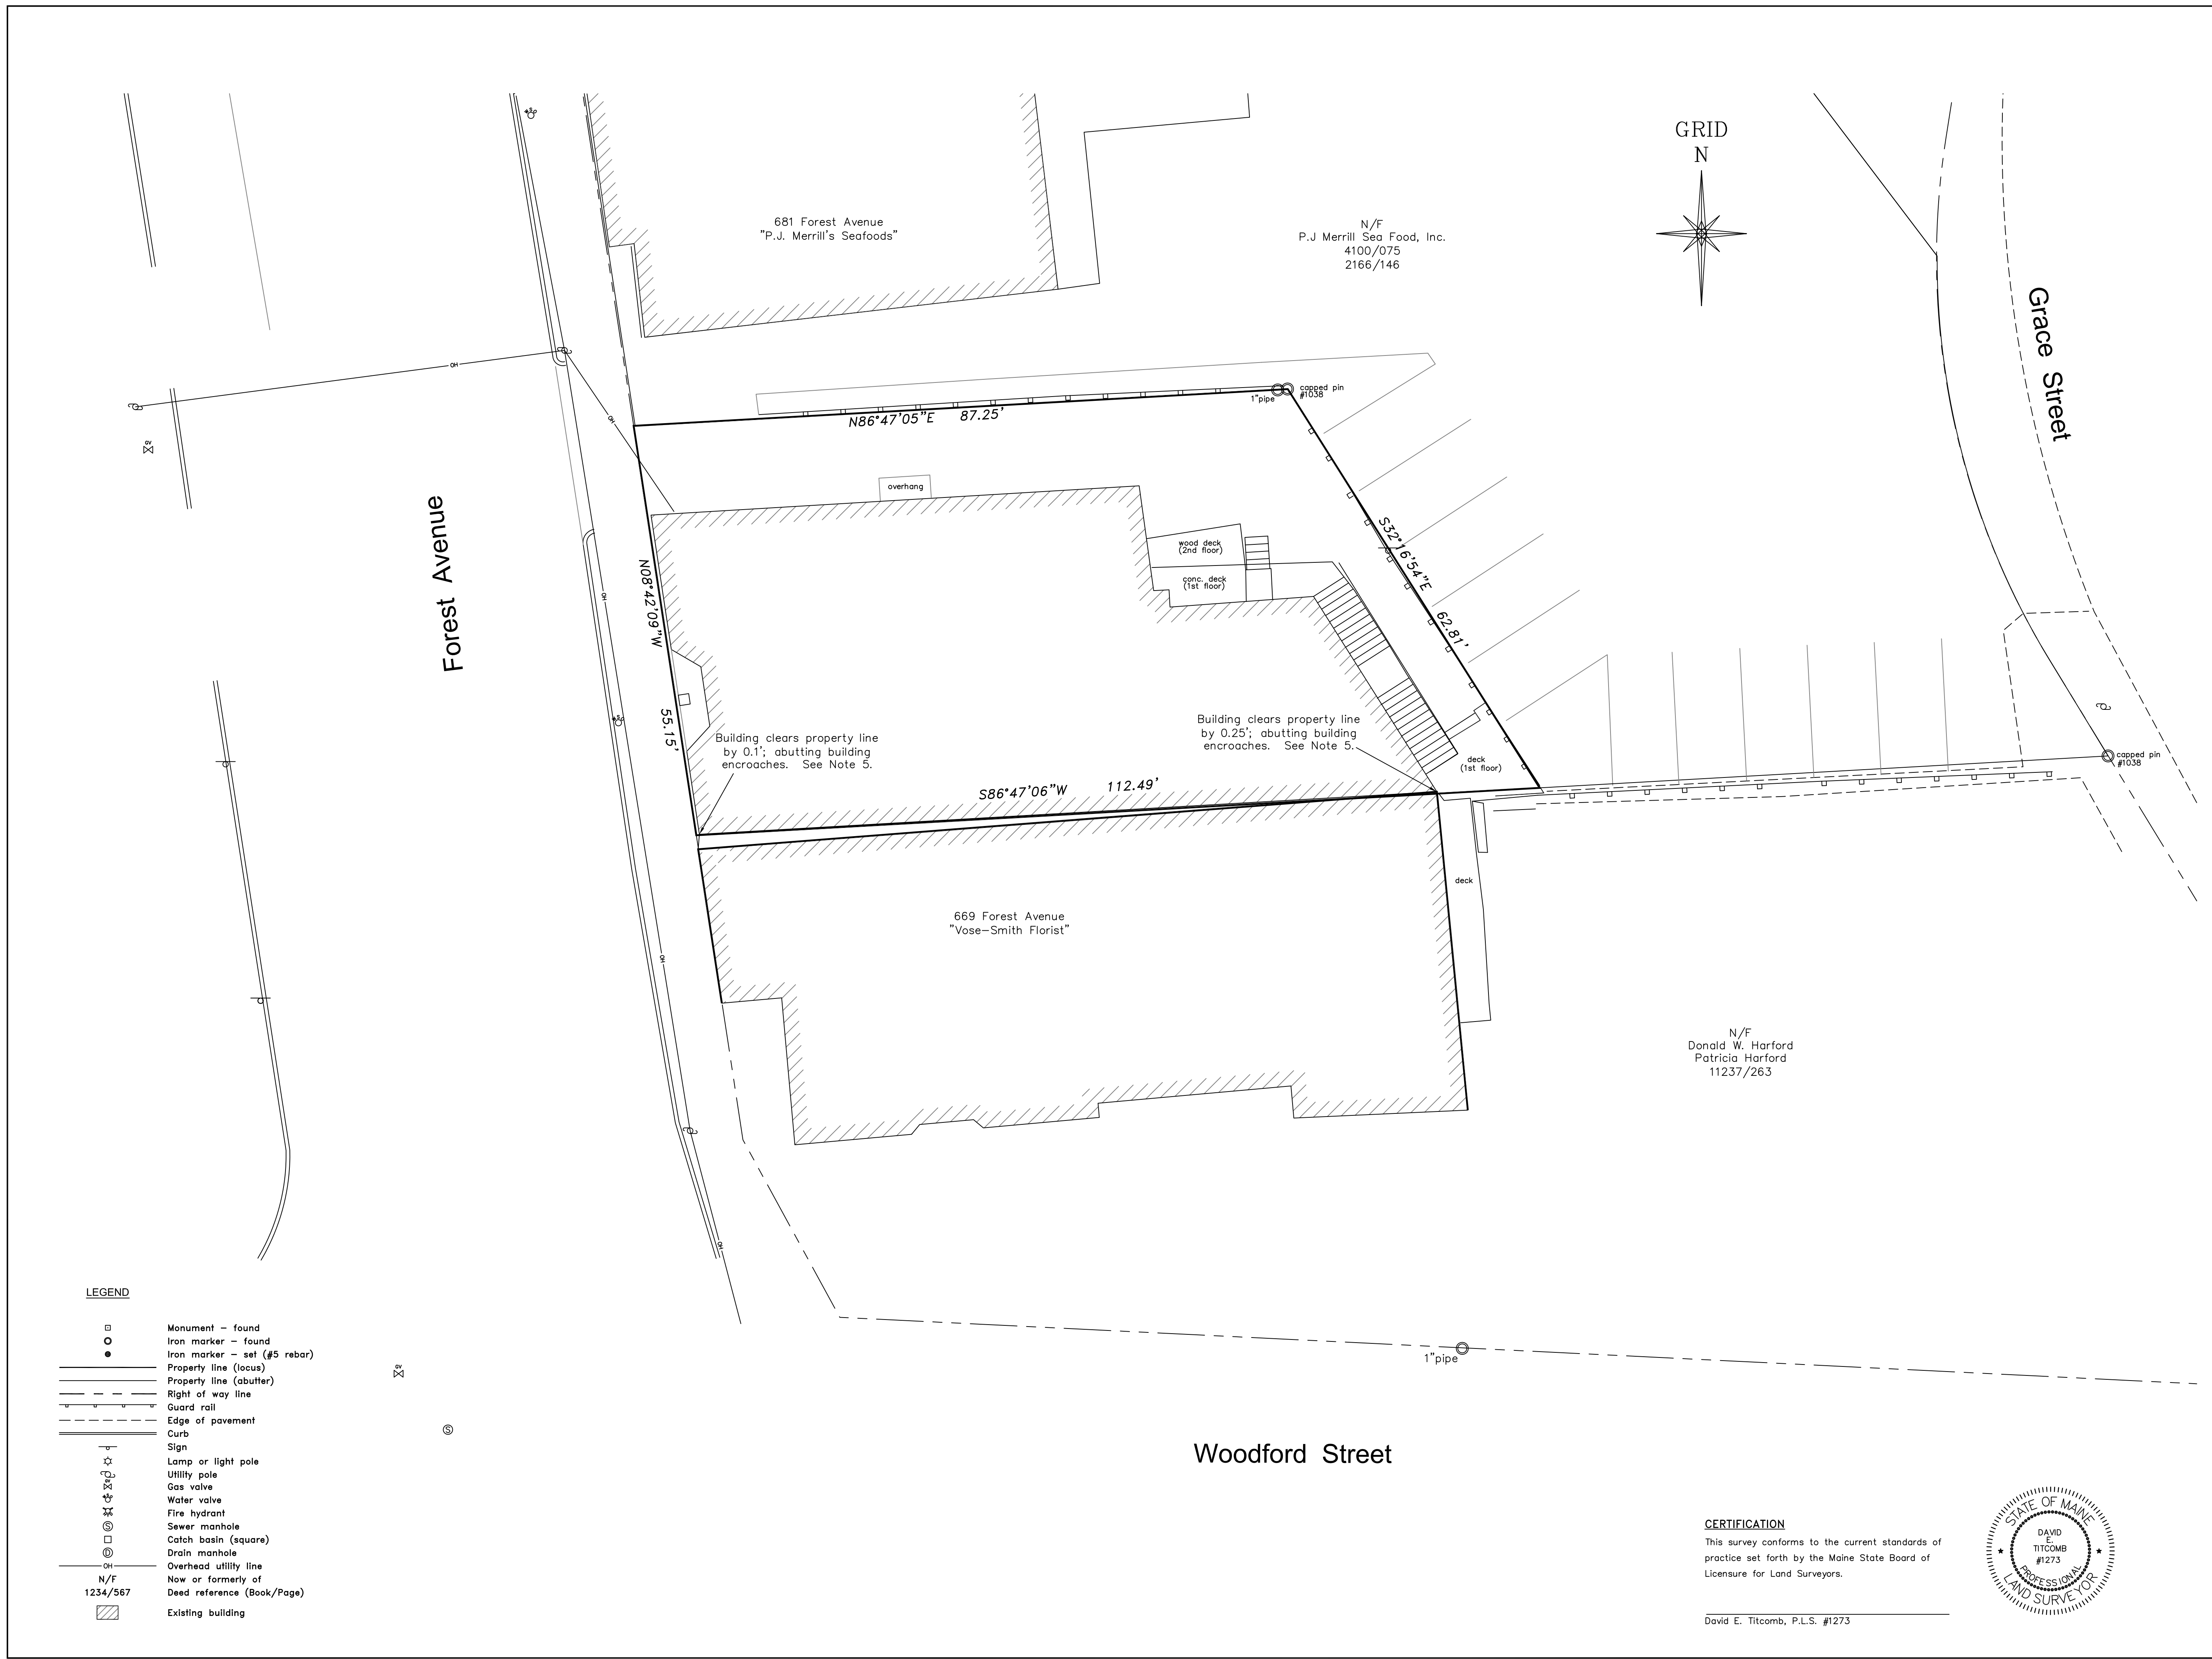 GRID
N
681 Forest Avenue
"P.J. Merrill's Seafoods"
N/F
P.J Merrill Sea Food, Inc.
4100/075
2166/146
Grace Street
OH
OH
GV
capped pin
#1038
1"pipe
N86°47'05"E 87.25'
overhang
Forest Avenue
N08°42'09"W 55.15'
OH
wood deck
(2nd floor)
conc. deck
(1st floor)
S32°16'54"E 62.81'
Building clears property line
by 0.1'; abutting building
encroaches. See Note 5.
Building clears property line
by 0.25'; abutting building
encroaches. See Note 5.
deck
(1st floor)
capped pin
#1038
S86°47'06"W 112.49'
deck
669 Forest Avenue
"Vose-Smith Florist"
OH
N/F
Donald W. Harford
Patricia Harford
11237/263
OH
1"pipe
GV
S
Woodford Street
LEGEND
Monument - found
Iron marker - found
Iron marker - set (#5 rebar)
Property line (locus)
Property line (abutter)
Right of way line
Guard rail
Edge of pavement
Curb
Sign
Lamp or light pole
Utility pole
GV Gas valve
Water valve
Fire hydrant
S Sewer manhole
Catch basin (square)
D Drain manhole
OH Overhead utility line
N/F Now or formerly of
1234/567 Deed reference (Book/Page)
Existing building
CERTIFICATION
This survey conforms to the current standards of
practice set forth by the Maine State Board of
Licensure for Land Surveyors.
David E. Titcomb, P.L.S. #1273
STATE OF MAINE
DAVID
E.
TITCOMB
#1273
PROFESSIONAL
LAND SURVEYOR